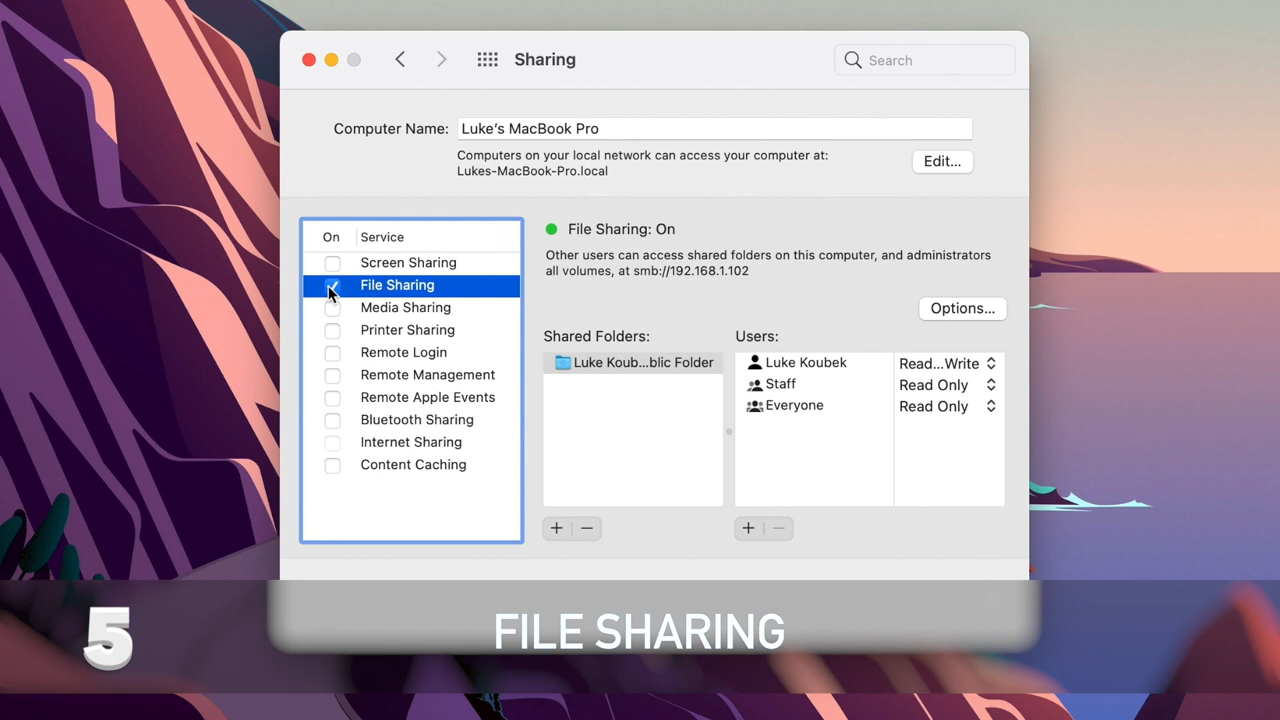 Sharing
Search
Computer Name: Luke's MacBook Pro
Computers on your local network can access your computer at:
Lukes-MacBook-Pro.local
Edit...
On Service
Screen Sharing
File Sharing
Media Sharing
Printer Sharing
Remote Login
Remote Management
Remote Apple Events
Bluetooth Sharing
Internet Sharing
Content Caching
File Sharing: On
Other users can access shared folders on this computer, and administrators
all volumes, at smb://192.168.1.102
Options...
Shared Folders:
Luke Koub...blic Folder
Users:
Luke Koubek Read...Write
Staff Read Only
Everyone Read Only
5
FILE SHARING